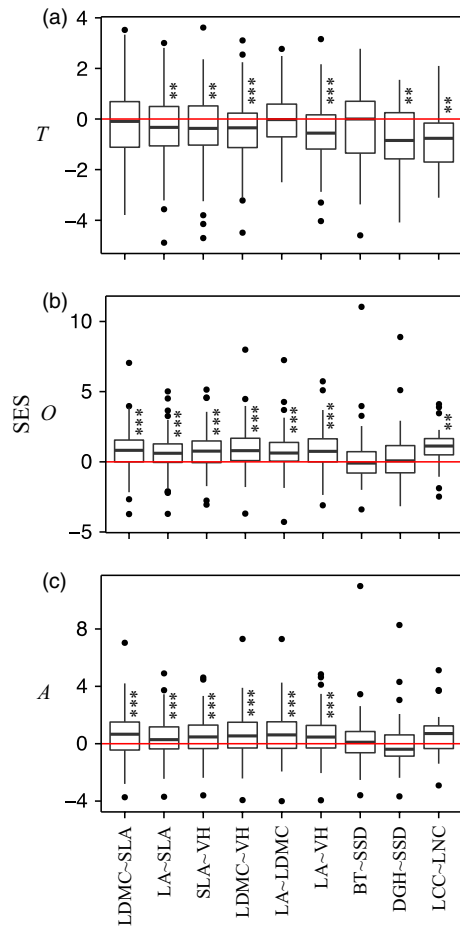 (a)
4
2
0
−2
−4
T
** ** *** *** ** **
(b)
10
5
0
−5
SES O
*** *** *** *** *** *** **
(c)
8
4
0
−4
A
*** *** *** *** *** ***
LDMC~SLA
LA~SLA
SLA~VH
LDMC~VH
LA~LDMC
LA~VH
BT~SSD
DGH~SSD
LCC~LNC